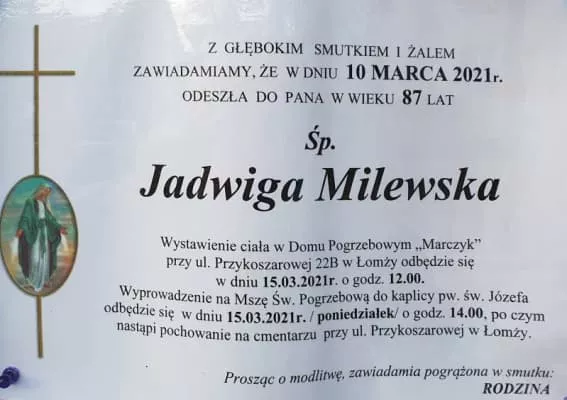 Z GŁĘBOKIM SMUTKIEM I ŻALEM
ZAWIADAMIAMY, ŻE W DNIU 10 MARCA 2021r.
ODESZŁA DO PANA W WIEKU 87 LAT
Śp.
Jadwiga Milewska
Wystawienie ciała w Domu Pogrzebowym „Marczyk”
przy ul. Przykoszarowej 22B w Łomży odbędzie się
w dniu 15.03.2021r. o godz. 12.00.
Wyprowadzenie na Mszę Św. Pogrzebową do kaplicy pw. św. Józefa
odbędzie się w dniu 15.03.2021r. / poniedziałek/ o godz. 14.00, po czym
nastąpi pochowanie na cmentarzu przy ul. Przykoszarowej w Łomży.
Prosząc o modlitwę, zawiadamia pogrążona w smutku:
RODZINA